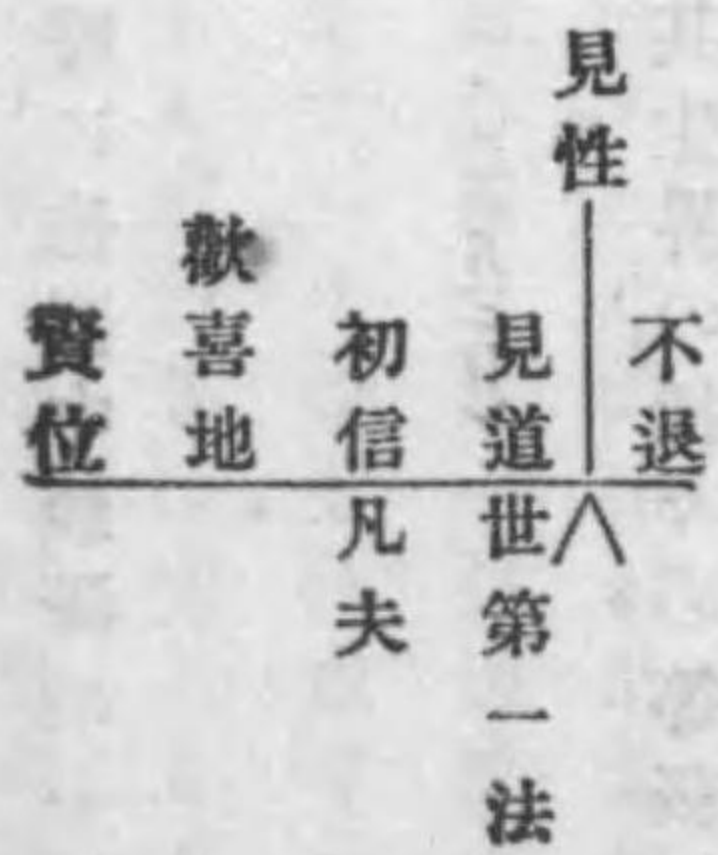 不退
見性
見道世第一法
初信凡夫
歡喜地
賢位